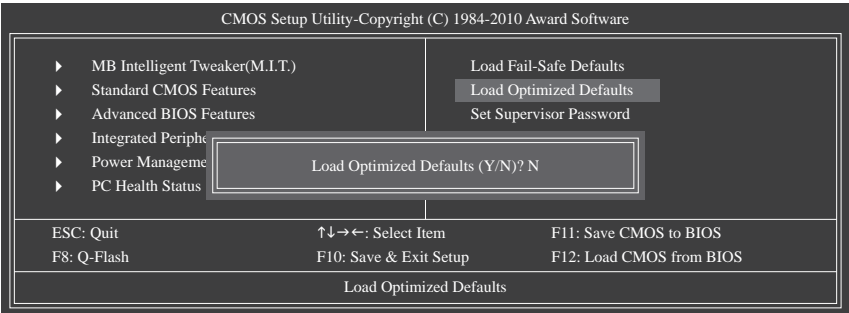 CMOS Setup Utility-Copyright (C) 1984-2010 Award Software
MB Intelligent Tweaker(M.I.T.)
Standard CMOS Features
Advanced BIOS Features
Integrated Periphe
Power Manageme
PC Health Status
Load Fail-Safe Defaults
Load Optimized Defaults
Set Supervisor Password
Load Optimized Defaults (Y/N)? N
ESC: Quit ↑↓→←: Select Item F11: Save CMOS to BIOS
F8: Q-Flash F10: Save & Exit Setup F12: Load CMOS from BIOS
Load Optimized Defaults